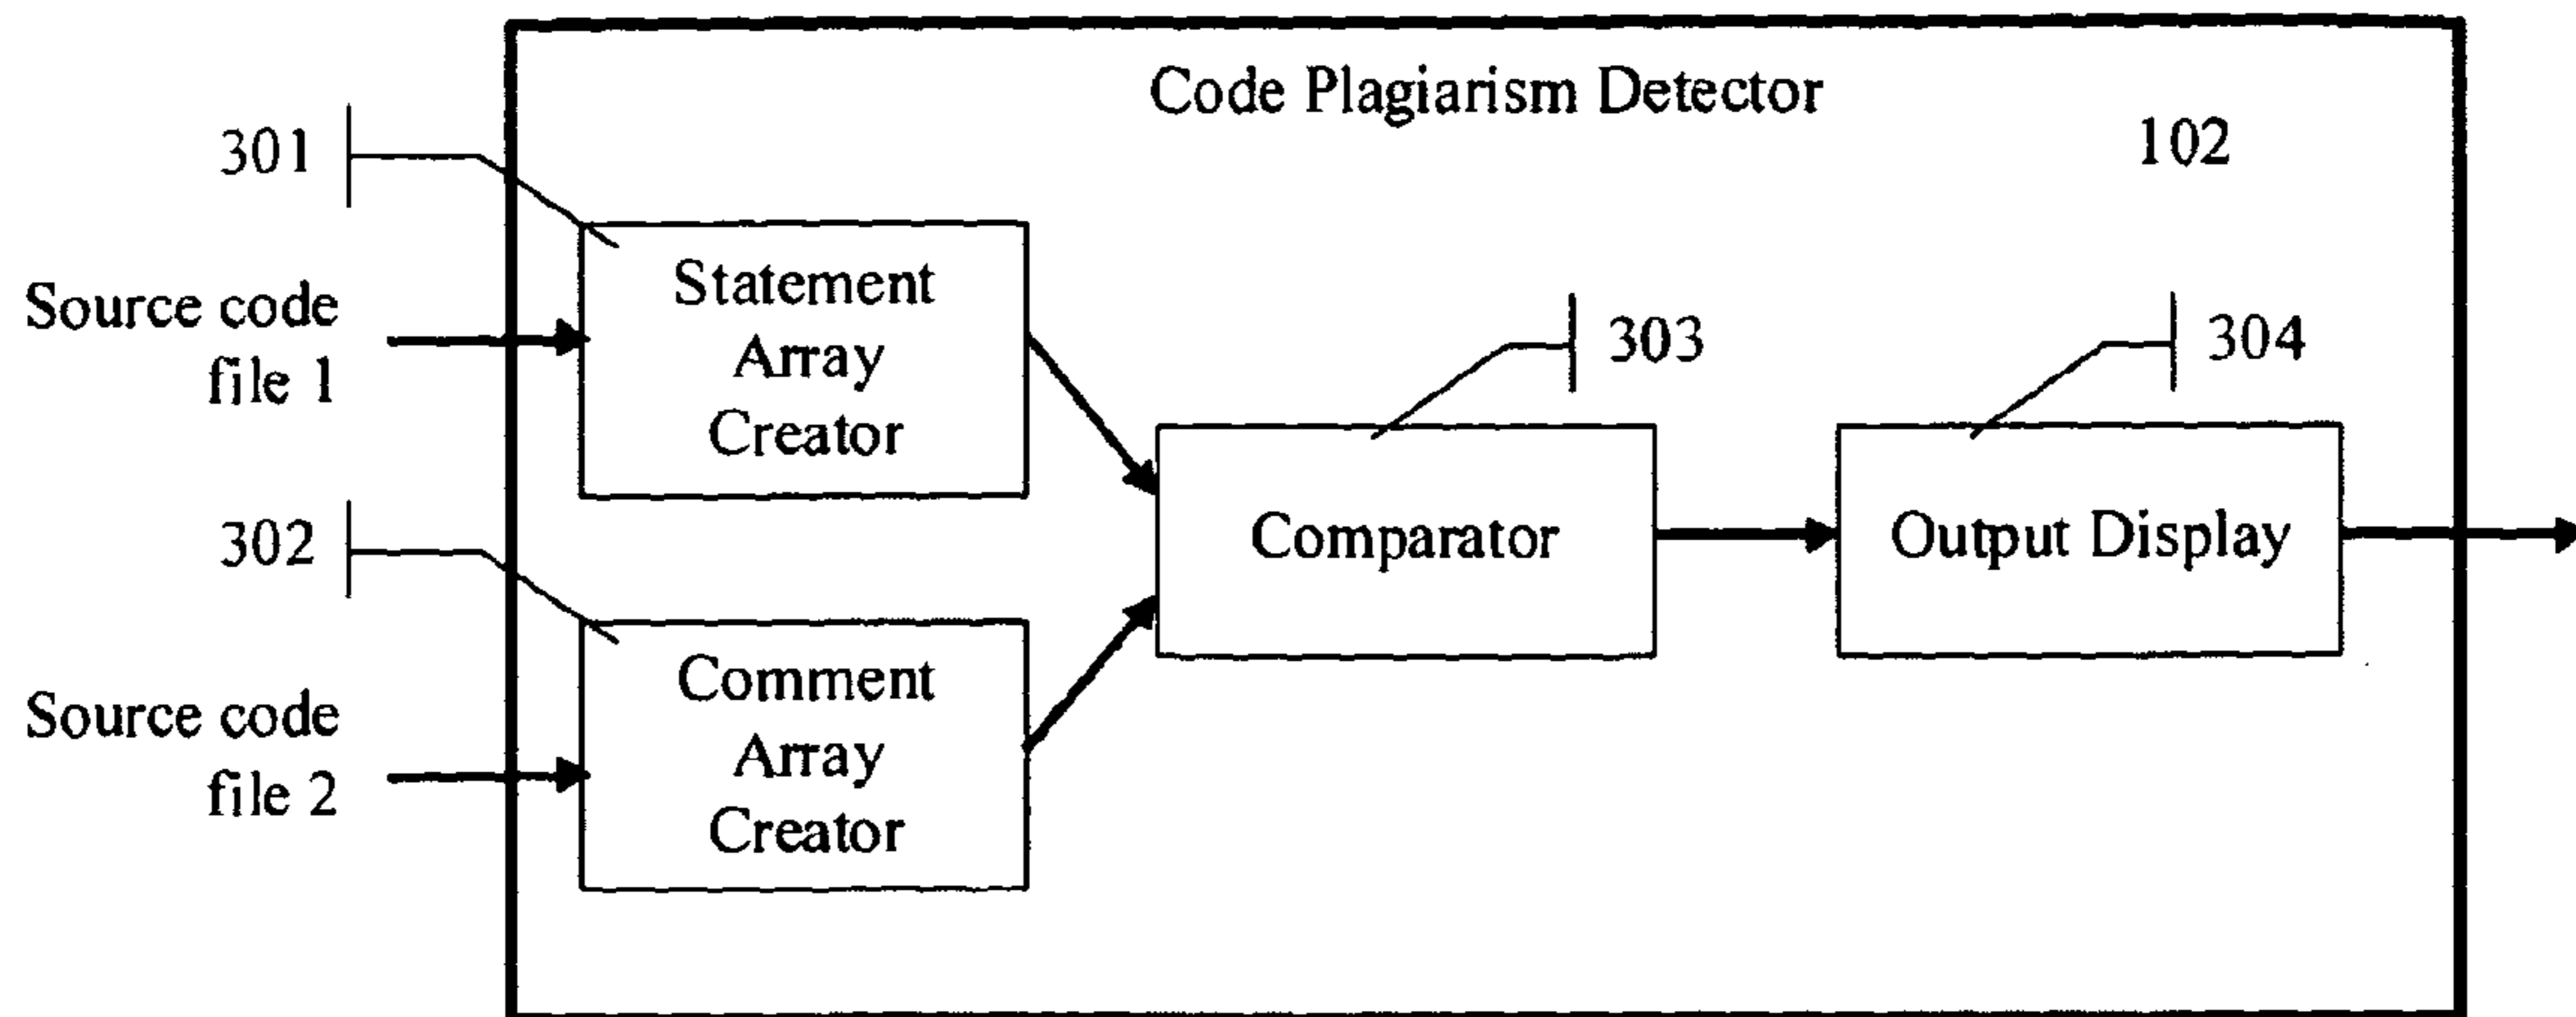 Code Plagiarism Detector
102
301
Source code
file 1
Statement
Array
Creator
303
304
302
Comparator
Output Display
Source code
file 2
Comment
Array
Creator